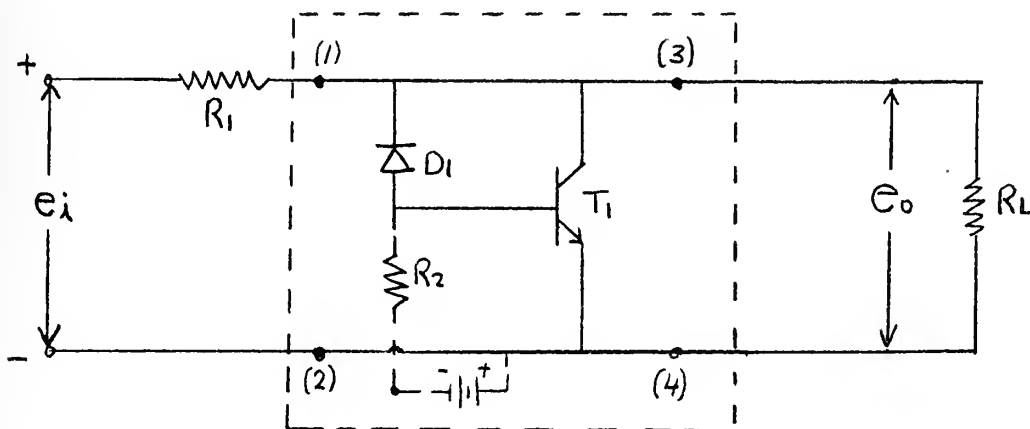 + (1) (3)
R1
D1
ei T1 eo RL
R2
- (2) - + (4)